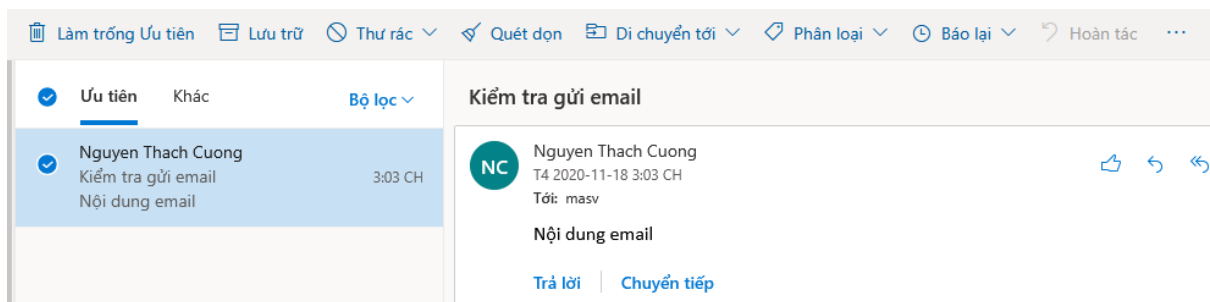 Làm trống Ưu tiên Lưu trữ Thư rác Quét dọn Di chuyển tới Phân loại Báo lại Hoàn tác ...
Ưu tiên Khác Bộ lọc
Nguyen Thach Cuong
Kiểm tra gửi email 3:03 CH
Nội dung email
Kiểm tra gửi email
NC
Nguyen Thach Cuong
T4 2020-11-18 3:03 CH
Tới: masv
Nội dung email
Trả lời Chuyển tiếp